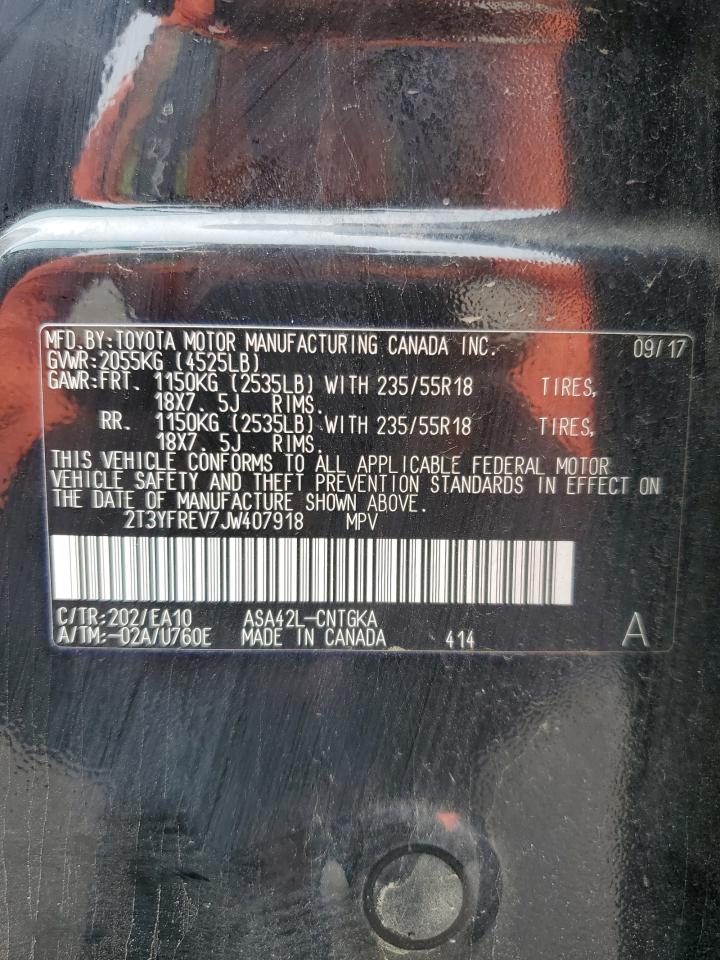 MFD.BY:TOYOTA MOTOR MANUFACTURING CANADA INC. 09/17
GVWR:2055KG (4525LB)
GAWR:FRT. 1150KG (2535LB) WITH 235/55R18 TIRES,
18X7. 5J RIMS.
RR. 1150KG (2535LB) WITH 235/55R18 TIRES,
18X7. 5J RIMS.
THIS VEHICLE CONFORMS TO ALL APPLICABLE FEDERAL MOTOR
VEHICLE SAFETY AND THEFT PREVENTION STANDARDS IN EFFECT ON
THE DATE OF MANUFACTURE SHOWN ABOVE.
2T3YFREV7JW407918 MPV
C/TR:202/EA10 ASA42L-CNTGKA
A/TM:-02A/U760E MADE IN CANADA 414 A